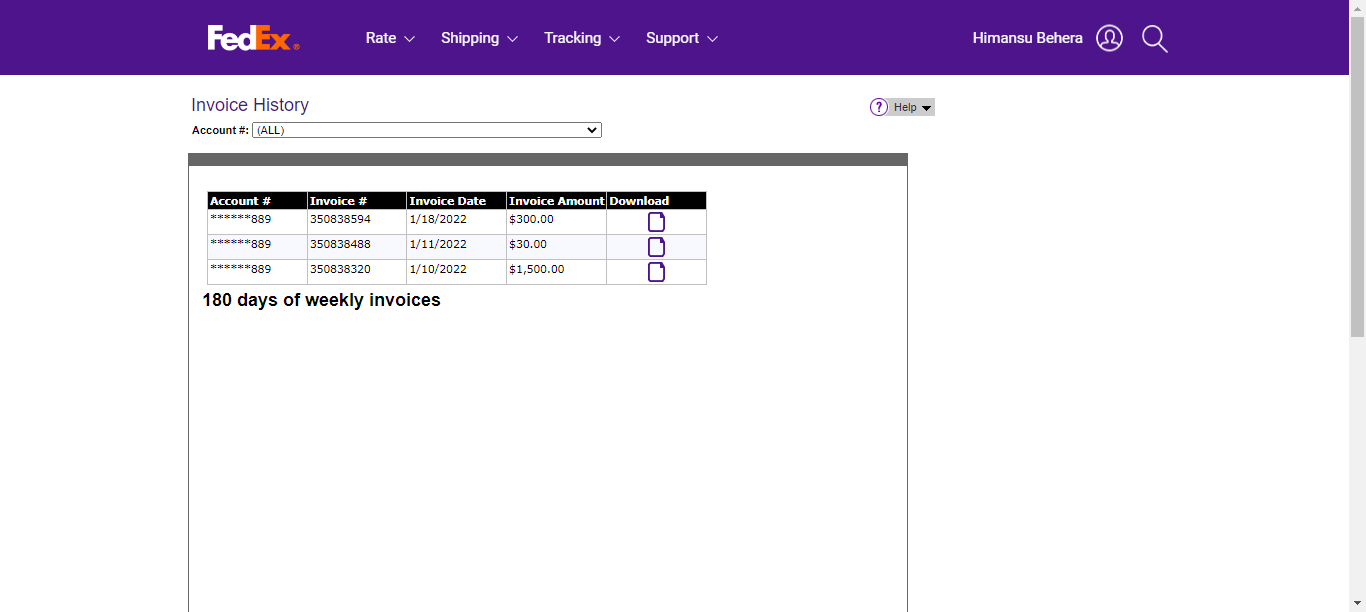 FedEx® Rate Shipping Tracking Support Himansu Behera
Invoice History
? Help
Account #: (ALL)
Account # Invoice # Invoice Date Invoice Amount Download
******889 350838594 1/18/2022 $300.00
******889 350838488 1/11/2022 $30.00
******889 350838320 1/10/2022 $1,500.00
180 days of weekly invoices